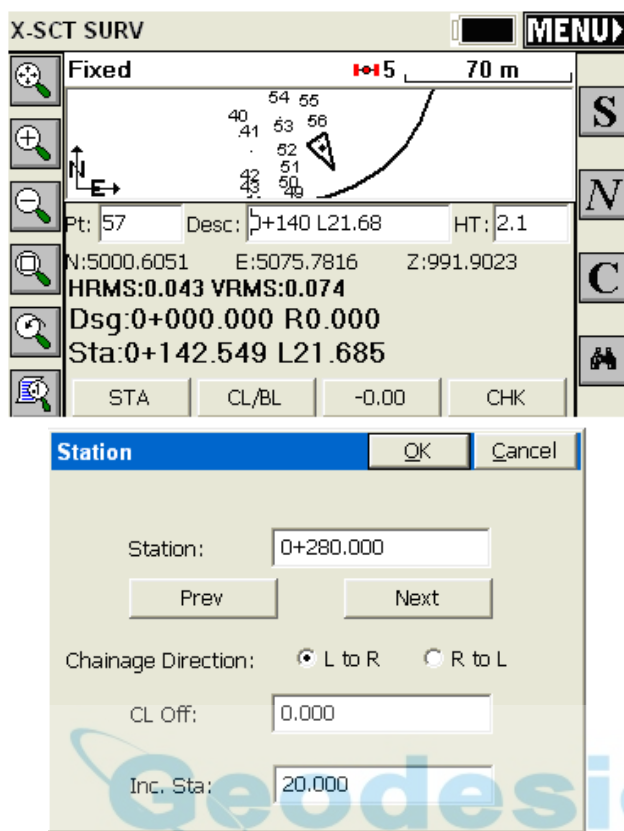 X-SCT SURV MENU
Fixed 5 70 m
54 55
40 53 56
41
52
42 51
43 50
49
N
E
S
N
C
Pt: 57 Desc: 0+140 L21.68 HT: 2.1
N:5000.6051 E:5075.7816 Z:991.9023
HRMS:0.043 VRMS:0.074
Dsg:0+000.000 R0.000
Sta:0+142.549 L21.685
STA CL/BL -0.00 CHK
Station OK Cancel
Station: 0+280.000
Prev Next
Chainage Direction: L to R R to L
CL Off: 0.000
Inc. Sta: 20.000